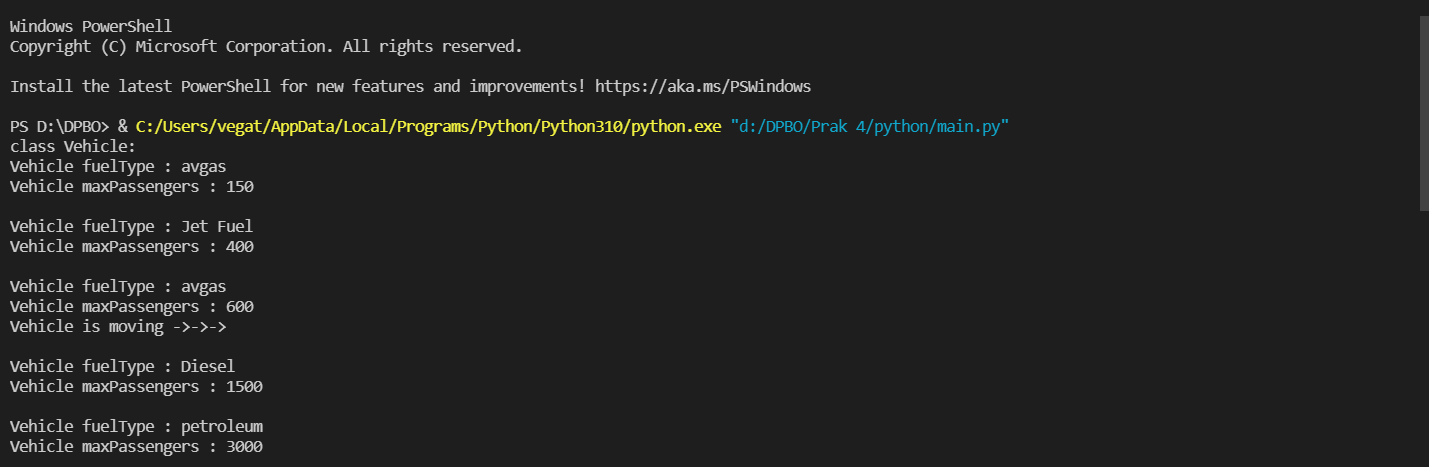 Windows PowerShell
Copyright (C) Microsoft Corporation. All rights reserved.
Install the latest PowerShell for new features and improvements! https://aka.ms/PSWindows
PS D:\DPBO> & C:/Users/vegat/AppData/Local/Programs/Python/Python310/python.exe "d:/DPBO/Prak 4/python/main.py"
class Vehicle:
Vehicle fuelType : avgas
Vehicle maxPassengers : 150
Vehicle fuelType : Jet Fuel
Vehicle maxPassengers : 400
Vehicle fuelType : avgas
Vehicle maxPassengers : 600
Vehicle is moving ->->->
Vehicle fuelType : Diesel
Vehicle maxPassengers : 1500
Vehicle fuelType : petroleum
Vehicle maxPassengers : 3000